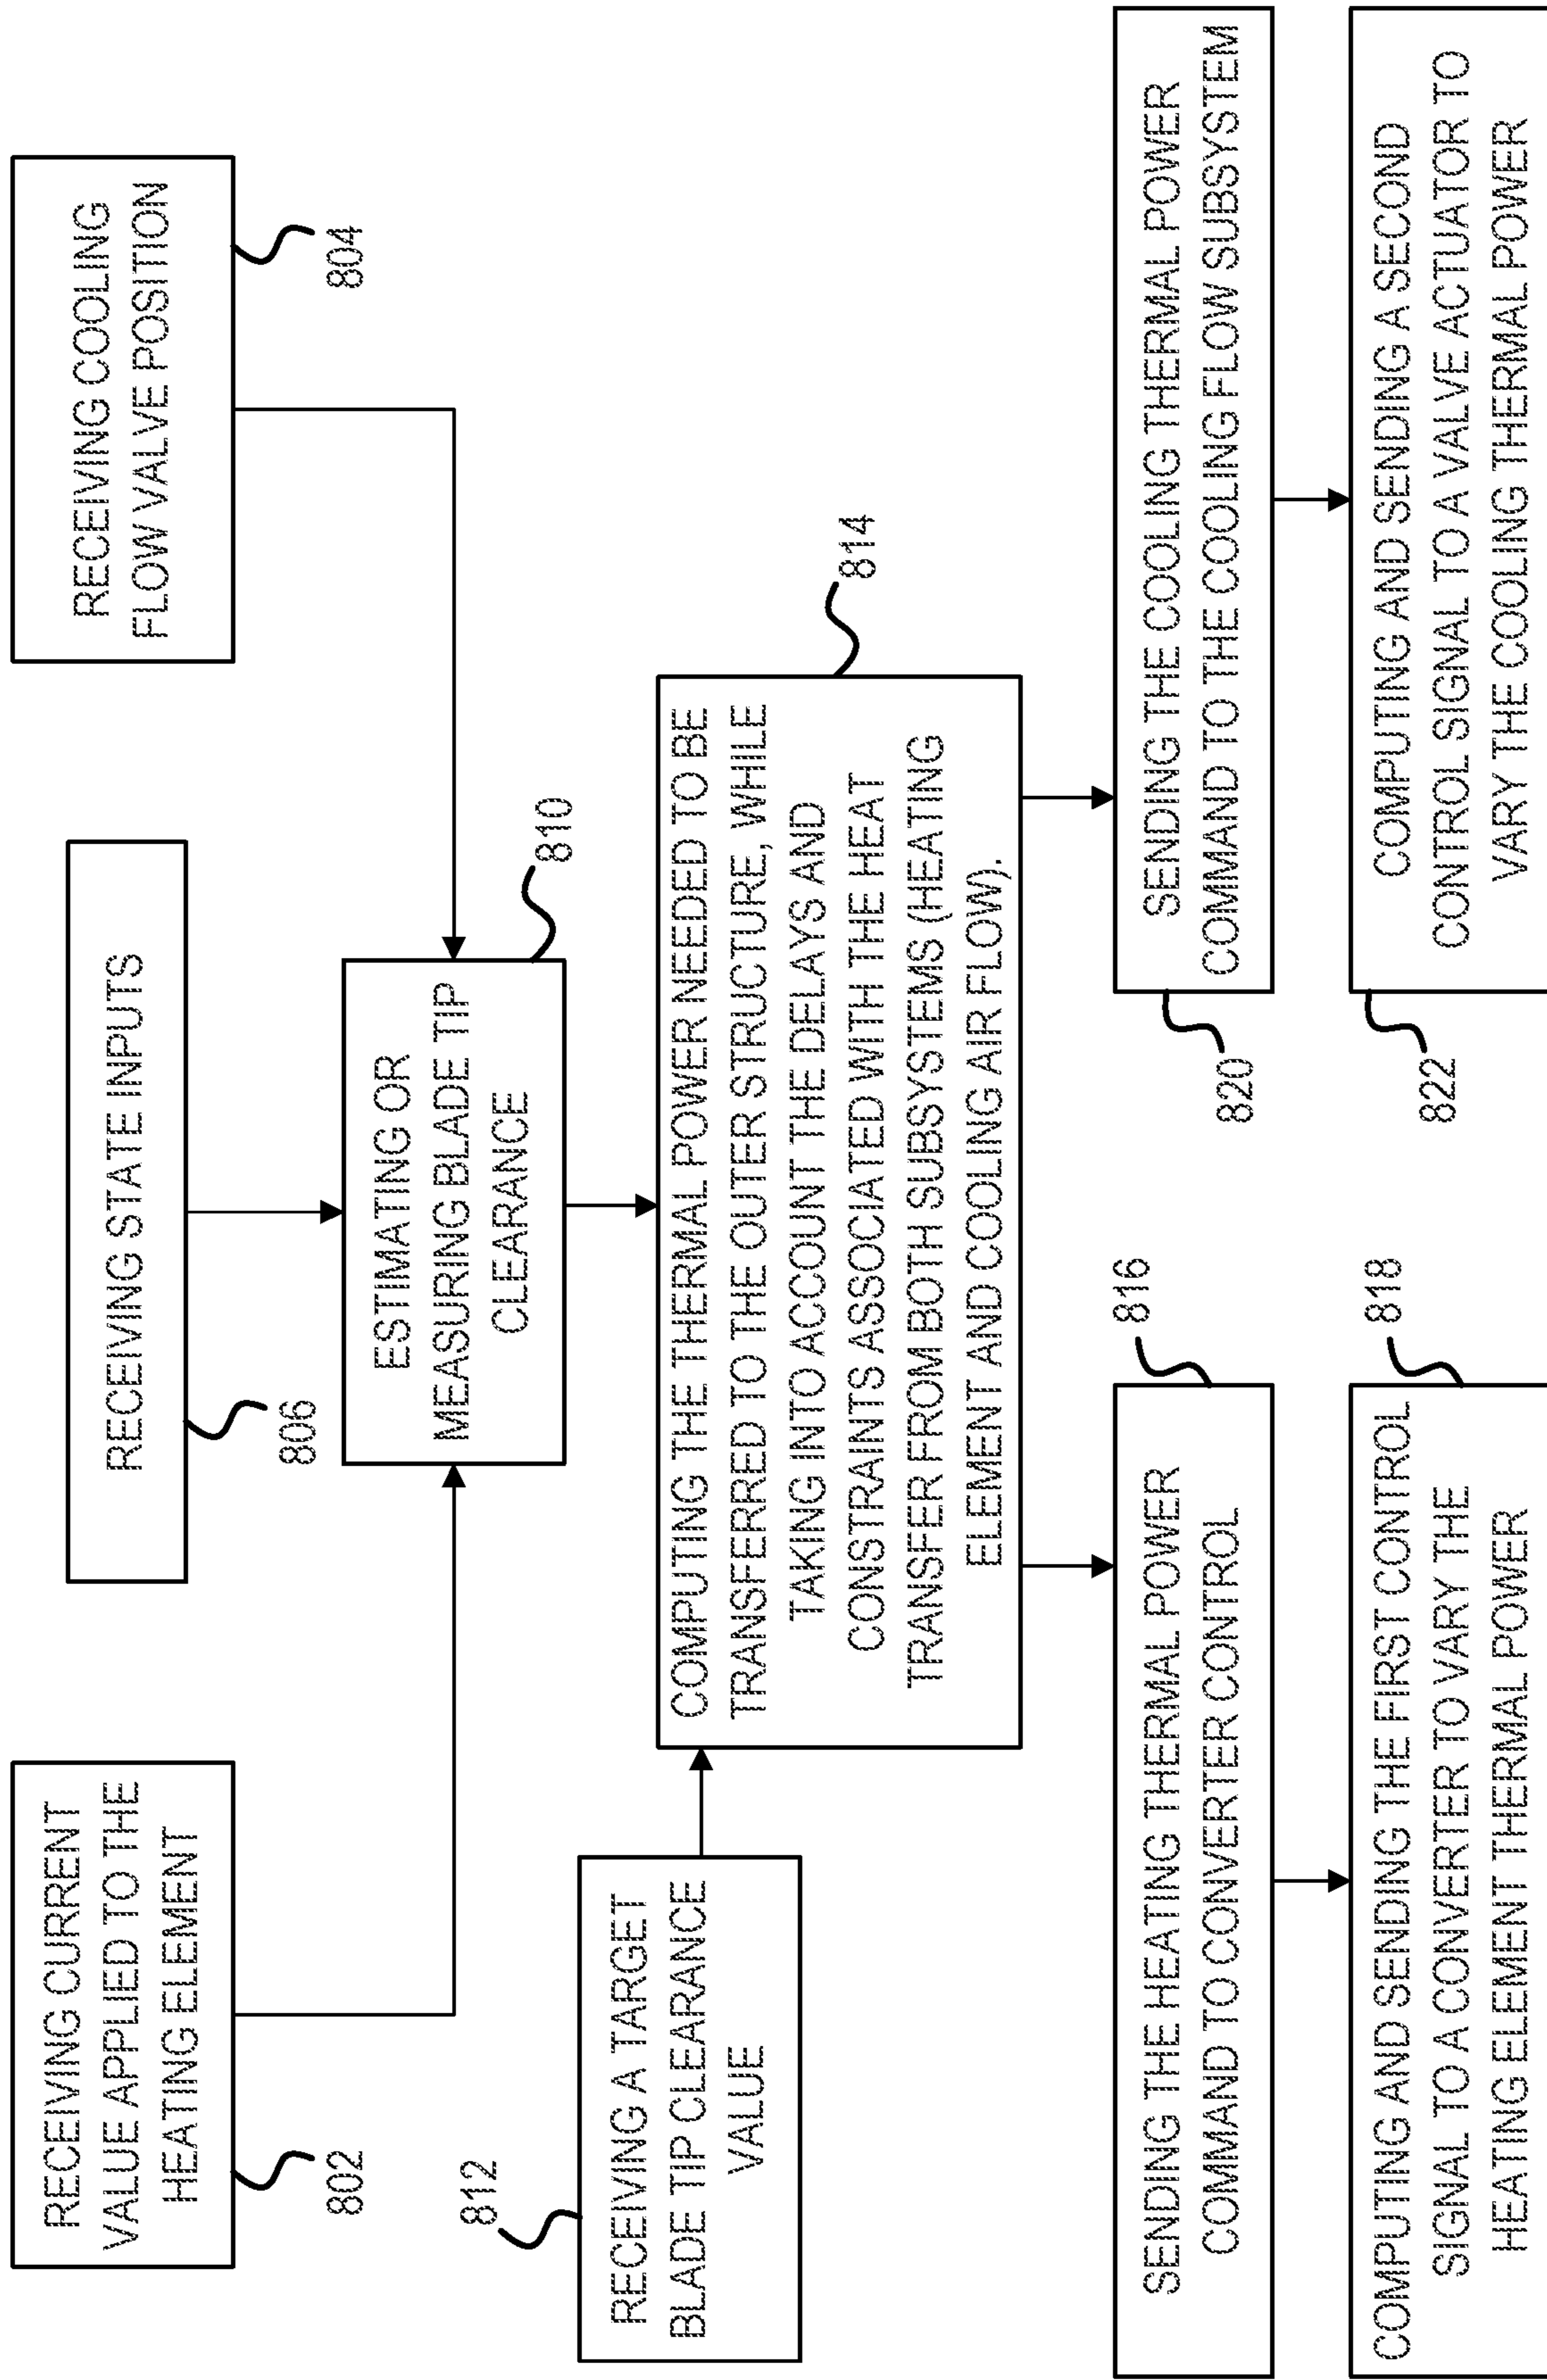 RECEIVING CURRENT
VALUE APPLIED TO THE
HEATING ELEMENT
802
RECEIVING STATE INPUTS
806
RECEIVING COOLING
FLOW VALVE POSITION
804
ESTIMATING OR
MEASURING BLADE TIP
CLEARANCE
810
812
RECEIVING A TARGET
BLADE TIP CLEARANCE
VALUE
COMPUTING THE THERMAL POWER NEEDED TO BE
TRANSFERRED TO THE OUTER STRUCTURE, WHILE
TAKING INTO ACCOUNT THE DELAYS AND
CONSTRAINTS ASSOCIATED WITH THE HEAT
TRANSFER FROM BOTH SUBSYSTEMS (HEATING
ELEMENT AND COOLING AIR FLOW).
814
SENDING THE HEATING THERMAL POWER
COMMAND TO CONVERTER CONTROL
816
COMPUTING AND SENDING THE FIRST CONTROL
SIGNAL TO A CONVERTER TO VARY THE
HEATING ELEMENT THERMAL POWER
818
SENDING THE COOLING THERMAL POWER
COMMAND TO THE COOLING FLOW SUBSYSTEM
820
COMPUTING AND SENDING A SECOND
CONTROL SIGNAL TO A VALVE ACTUATOR TO
VARY THE COOLING THERMAL POWER
822